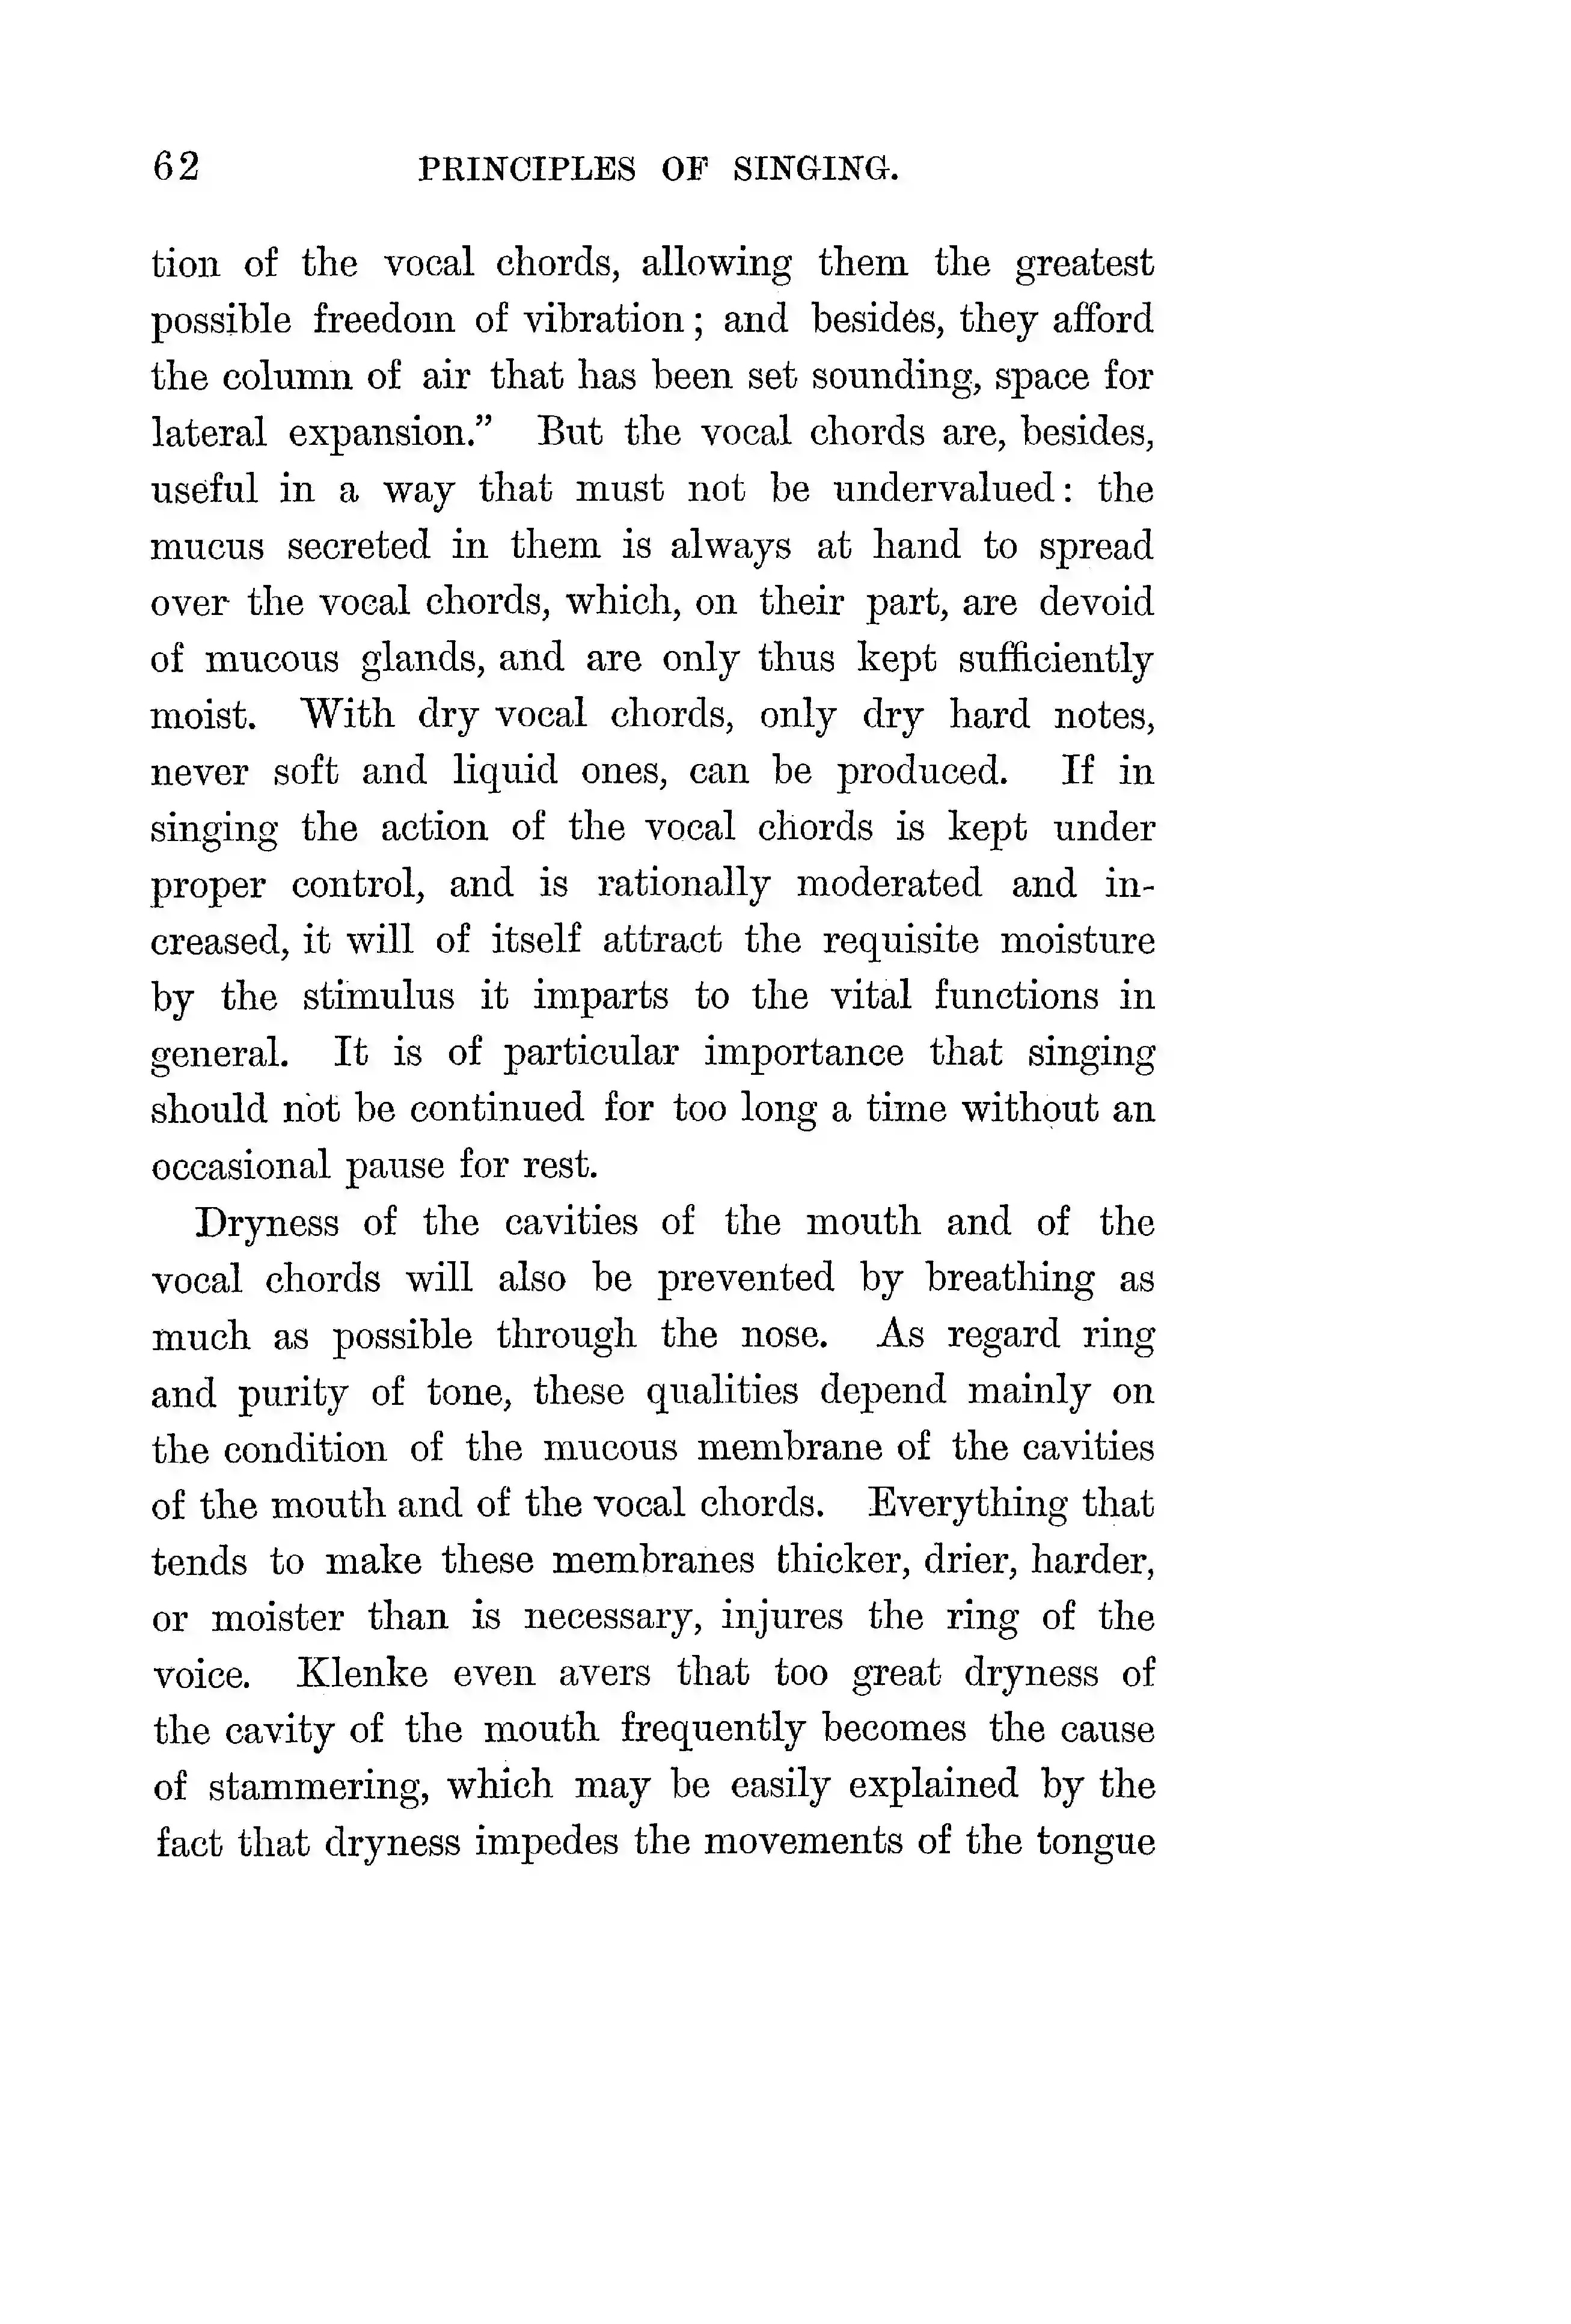 62 PRINCIPLES OF SINGING.
tion of the vocal chords, allowing them the greatest
possible freedom of vibration; and besides, they afford
the column of air that has been set sounding, space for
lateral expansion.” But the vocal chords are, besides,
useful in a way that must not be undervalued: the
mucus secreted in them is always at hand to spread
over the vocal chords, which, on their part, are devoid
of mucous glands, and are only thus kept sufficiently
moist. With dry vocal chords, only dry hard notes,
never soft and liquid ones, can be produced. If in
singing the action of the vocal chords is kept under
proper control, and is rationally moderated and in-
creased, it will of itself attract the requisite moisture
by the stimulus it imparts to the vital functions in
general. It is of particular importance that singing
should not be continued for too long a time without an
occasional pause for rest.
Dryness of the cavities of the mouth and of the
vocal chords will also be prevented by breathing as
much as possible through the nose. As regard ring
and purity of tone, these qualities depend mainly on
the condition of the mucous membrane of the cavities
of the mouth and of the vocal chords. Everything that
tends to make these membranes thicker, drier, harder,
or moister than is necessary, injures the ring of the
voice. Klenke even avers that too great dryness of
the cavity of the mouth frequently becomes the cause
of stammering, which may be easily explained by the
fact that dryness impedes the movements of the tongue